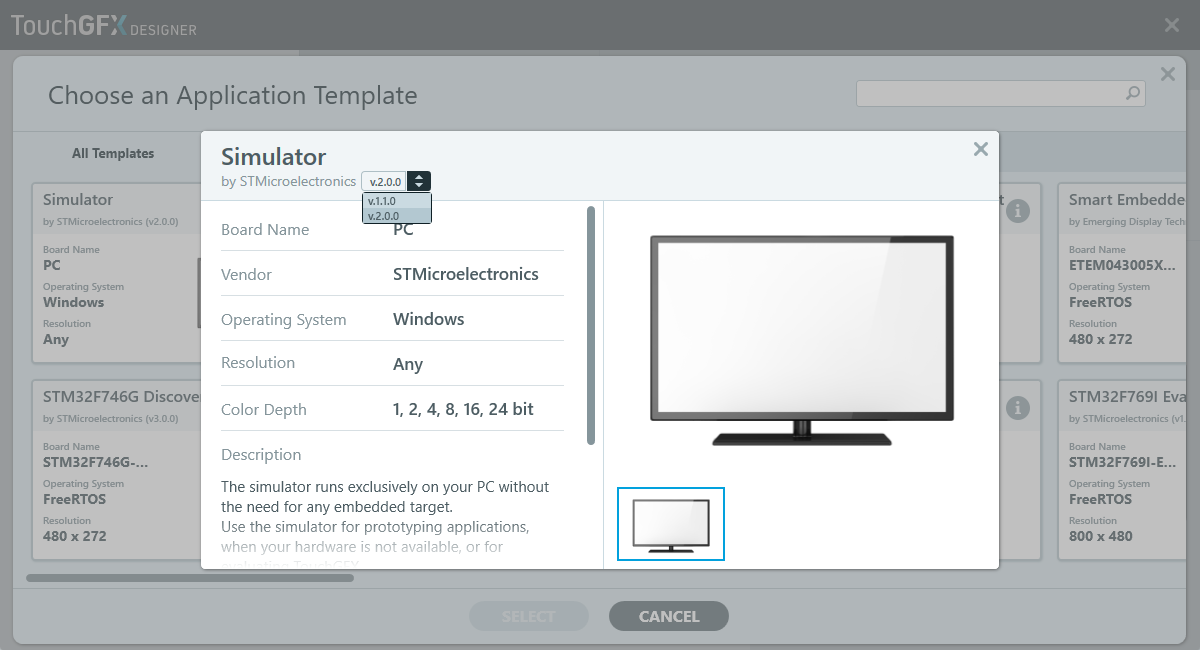 TouchGFX DESIGNER
Choose an Application Template
All Templates
Simulator
by STMicroelectronics (v2.0.0)
Board Name
PC
Operating System
Windows
Resolution
Any
STM32F746G Discove
by STMicroelectronics (v3.0.0)
Board Name
STM32F746G-...
Operating System
FreeRTOS
Resolution
480 x 272
Simulator
by STMicroelectronics v.2.0.0
v.1.1.0
v.2.0.0
Board Name PC
Vendor STMicroelectronics
Operating System Windows
Resolution Any
Color Depth 1, 2, 4, 8, 16, 24 bit
Description
The simulator runs exclusively on your PC without
the need for any embedded target.
Use the simulator for prototyping applications,
when your hardware is not available, or for
evaluating TouchGFX
t
Smart Embedde
by Emerging Display Tech
Board Name
ETEM043005X...
Operating System
FreeRTOS
Resolution
480 x 272
STM32F769I Eva
by STMicroelectronics (v1.
Board Name
STM32F769I-E...
Operating System
FreeRTOS
Resolution
800 x 480
SELECT
CANCEL